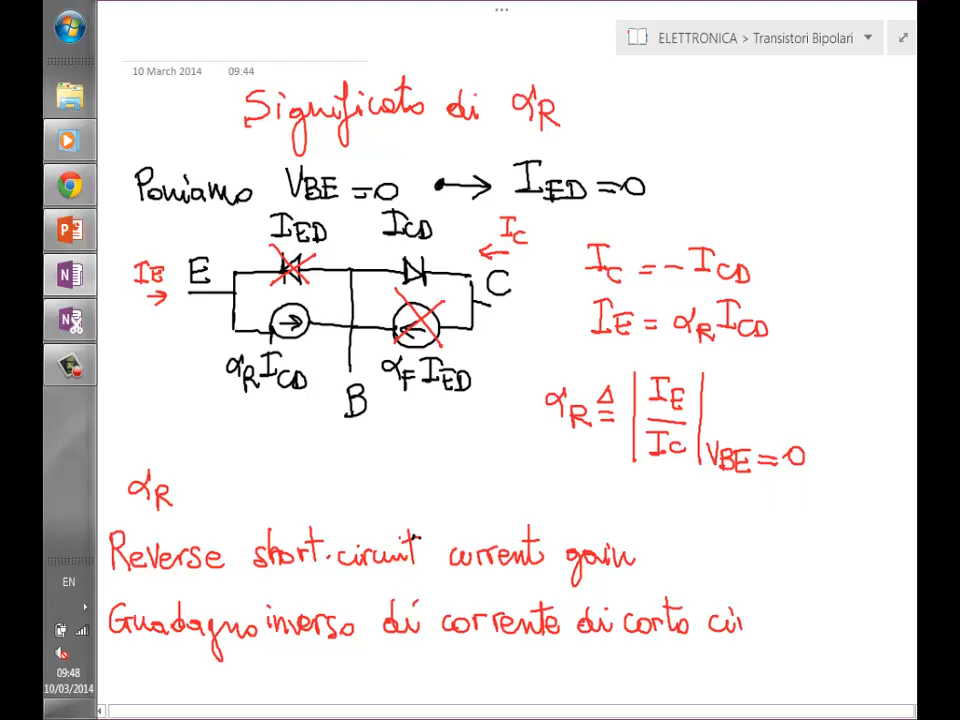 ELETTRONICA > Transistori Bipolari
10 March 2014 09:44
Significato di αR
Poniamo VBE =0 → IED =0
IED ICD IC
IE E C
IC = - ICD
IE = αR ICD
αR ICD αF IED
B
αR ≜ |IE/IC| VBE =0
αR
Reverse short-circuit current gain
Guadagno inverso di corrente di corto cir
EN
09:48
10/03/2014